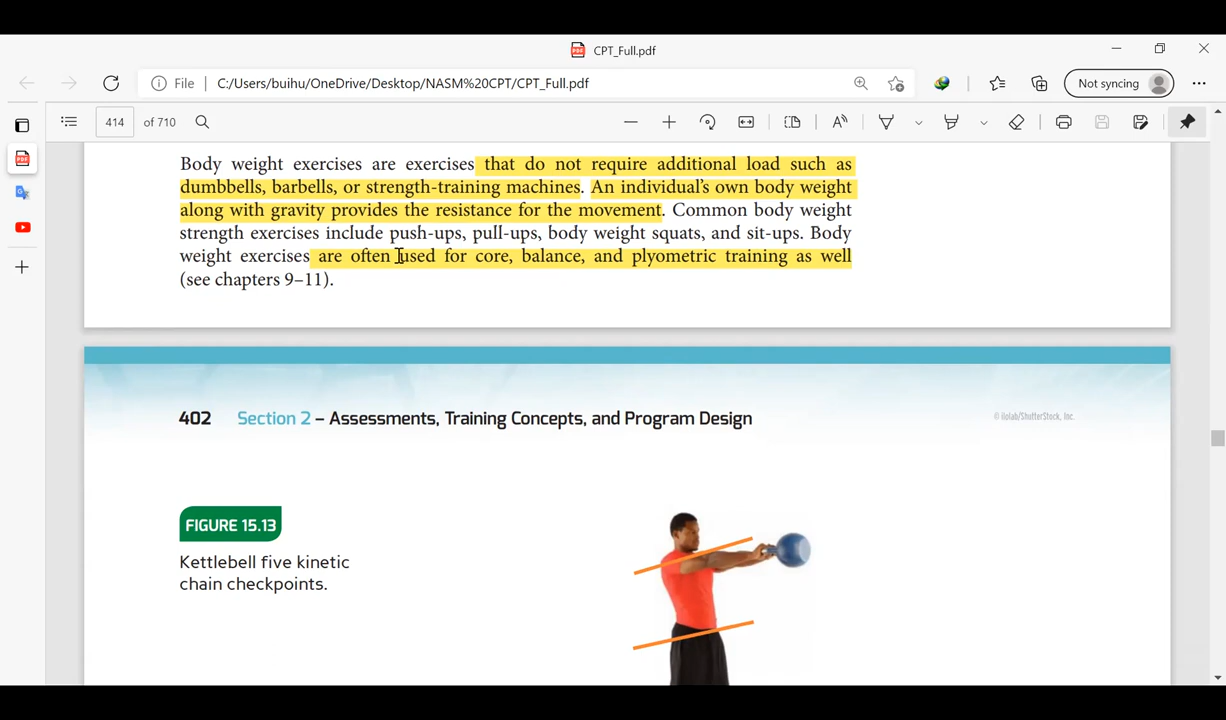 CPT_Full.pdf
File C:/Users/buihu/OneDrive/Desktop/NASM%20CPT/CPT_Full.pdf Not syncing
414 of 710
Body weight exercises are exercises that do not require additional load such as
dumbbells, barbells, or strength-training machines. An individual's own body weight
along with gravity provides the resistance for the movement. Common body weight
strength exercises include push-ups, pull-ups, body weight squats, and sit-ups. Body
weight exercises are often used for core, balance, and plyometric training as well
(see chapters 9–11).
402 Section 2 – Assessments, Training Concepts, and Program Design
© ilolab/ShutterStock, Inc.
FIGURE 15.13
Kettlebell five kinetic
chain checkpoints.